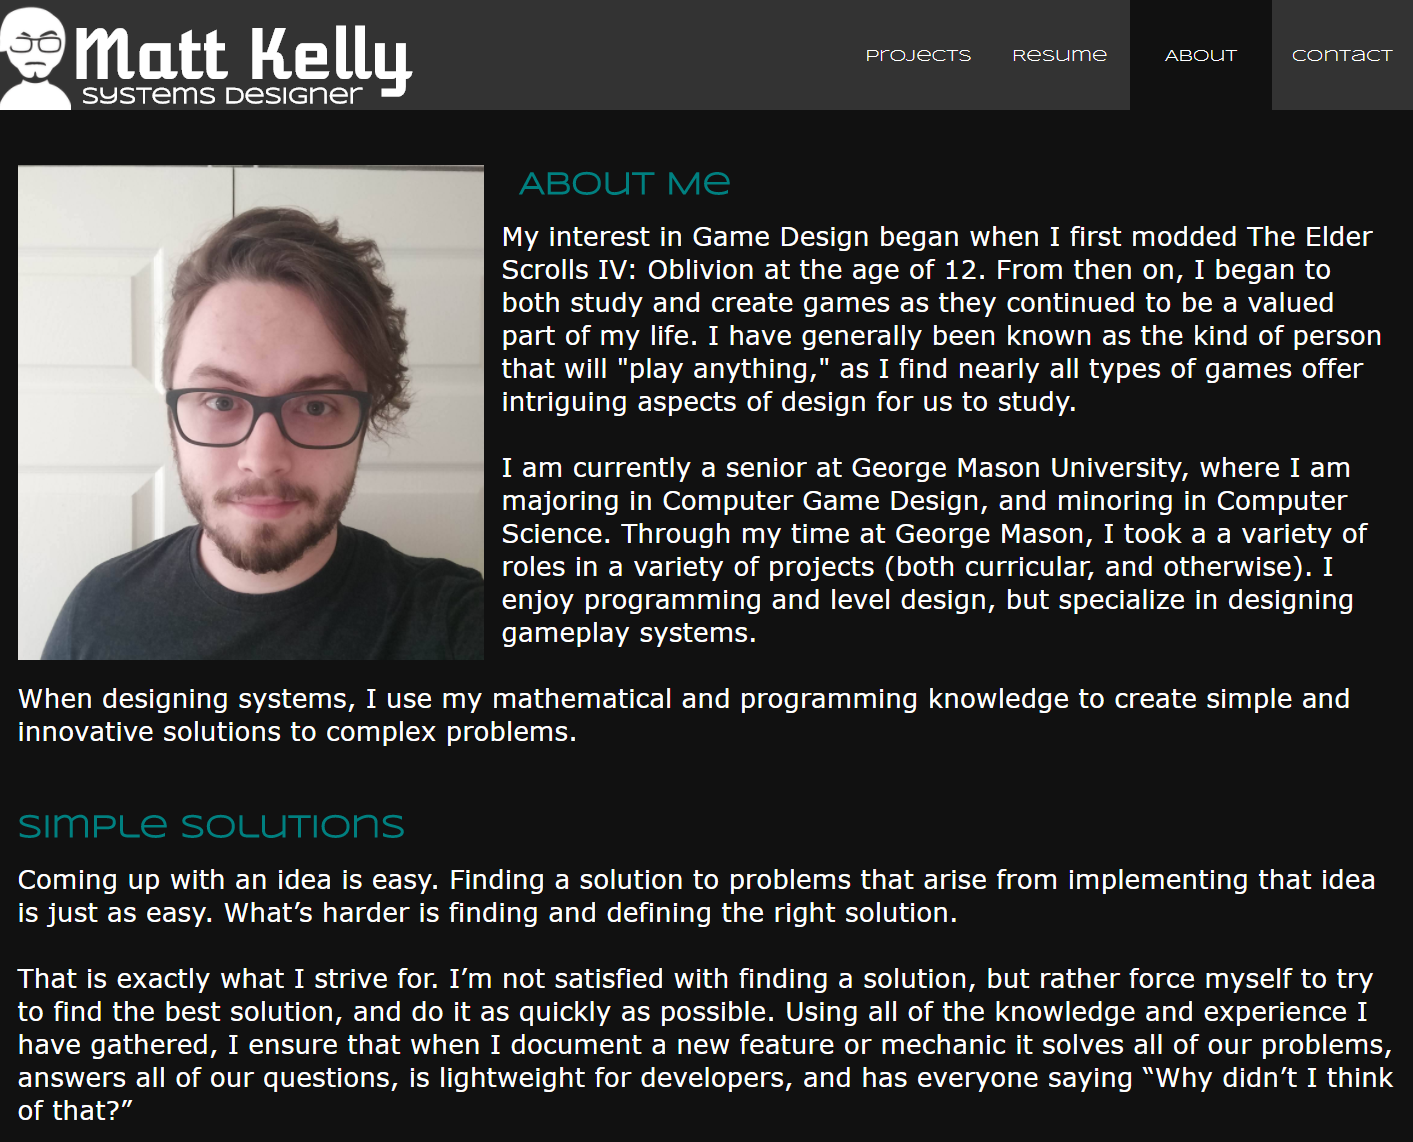 Matt Kelly
Systems Designer
Projects
Resume
About
Contact
About Me
My interest in Game Design began when I first modded The Elder
Scrolls IV: Oblivion at the age of 12. From then on, I began to
both study and create games as they continued to be a valued
part of my life. I have generally been known as the kind of person
that will "play anything," as I find nearly all types of games offer
intriguing aspects of design for us to study.
I am currently a senior at George Mason University, where I am
majoring in Computer Game Design, and minoring in Computer
Science. Through my time at George Mason, I took a a variety of
roles in a variety of projects (both curricular, and otherwise). I
enjoy programming and level design, but specialize in designing
gameplay systems.
When designing systems, I use my mathematical and programming knowledge to create simple and
innovative solutions to complex problems.
Simple Solutions
Coming up with an idea is easy. Finding a solution to problems that arise from implementing that idea
is just as easy. What’s harder is finding and defining the right solution.
That is exactly what I strive for. I’m not satisfied with finding a solution, but rather force myself to try
to find the best solution, and do it as quickly as possible. Using all of the knowledge and experience I
have gathered, I ensure that when I document a new feature or mechanic it solves all of our problems,
answers all of our questions, is lightweight for developers, and has everyone saying “Why didn’t I think
of that?”